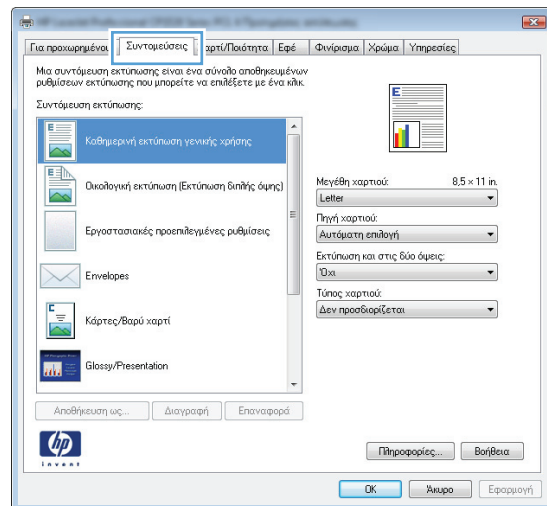 Για προχωρημένοι
Συντομεύσεις
χαρτί/Ποιότητα
Εφέ
Φινίρισμα
Χρώμα
Υπηρεσίες
Μια συντόμευση εκτύπωσης είναι ένα σύνολο αποθηκευμένων
ρυθμίσεων εκτύπωσης που μπορείτε να επιλέξετε με ένα κλικ.
Συντόμευση εκτύπωσης:
E
Καθημερινή εκτύπωση γενικής χρήσης
E
Οικολογική εκτύπωση (Εκτύπωση διπλής όψης)
Εργοστασιακές προεπιλεγμένες ρυθμίσεις
Envelopes
C
Κάρτες/Βαρύ χαρτί
Glossy/Presentation
Αποθήκευση ως...
Διαγραφή
Επαναφορά
E
Μεγέθη χαρτιού:
8,5 × 11 in.
Letter
Πηγή χαρτιού:
Αυτόματη επιλογή
Εκτύπωση και στις δύο όψεις:
Όχι
Τύπος χαρτιού:
Δεν προσδιορίζεται
hp
invent
Πληροφορίες...
Βοήθεια
OK
Άκυρο
Εφαρμογή